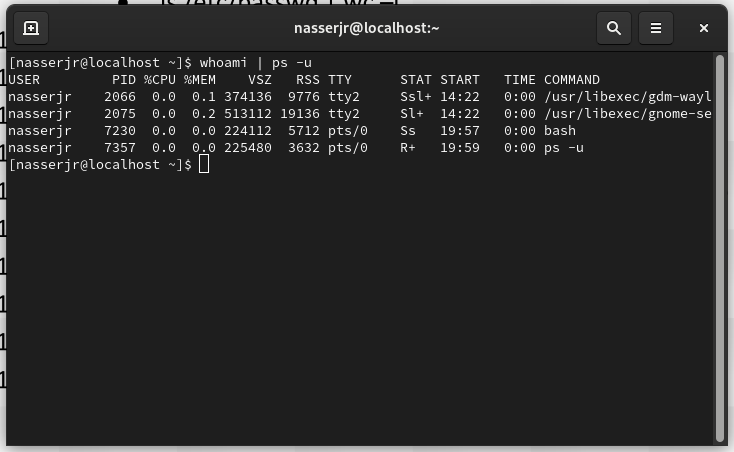 nasserjr@localhost:~
[nasserjr@localhost ~]$ whoami | ps -u
USER PID %CPU %MEM VSZ RSS TTY STAT START TIME COMMAND
nasserjr 2066 0.0 0.1 374136 9776 tty2 Ssl+ 14:22 0:00 /usr/libexec/gdm-wayl
nasserjr 2075 0.0 0.2 513112 19136 tty2 Sl+ 14:22 0:00 /usr/libexec/gnome-se
nasserjr 7230 0.0 0.0 224112 5712 pts/0 Ss 19:57 0:00 bash
nasserjr 7357 0.0 0.0 225480 3632 pts/0 R+ 19:59 0:00 ps -u
[nasserjr@localhost ~]$